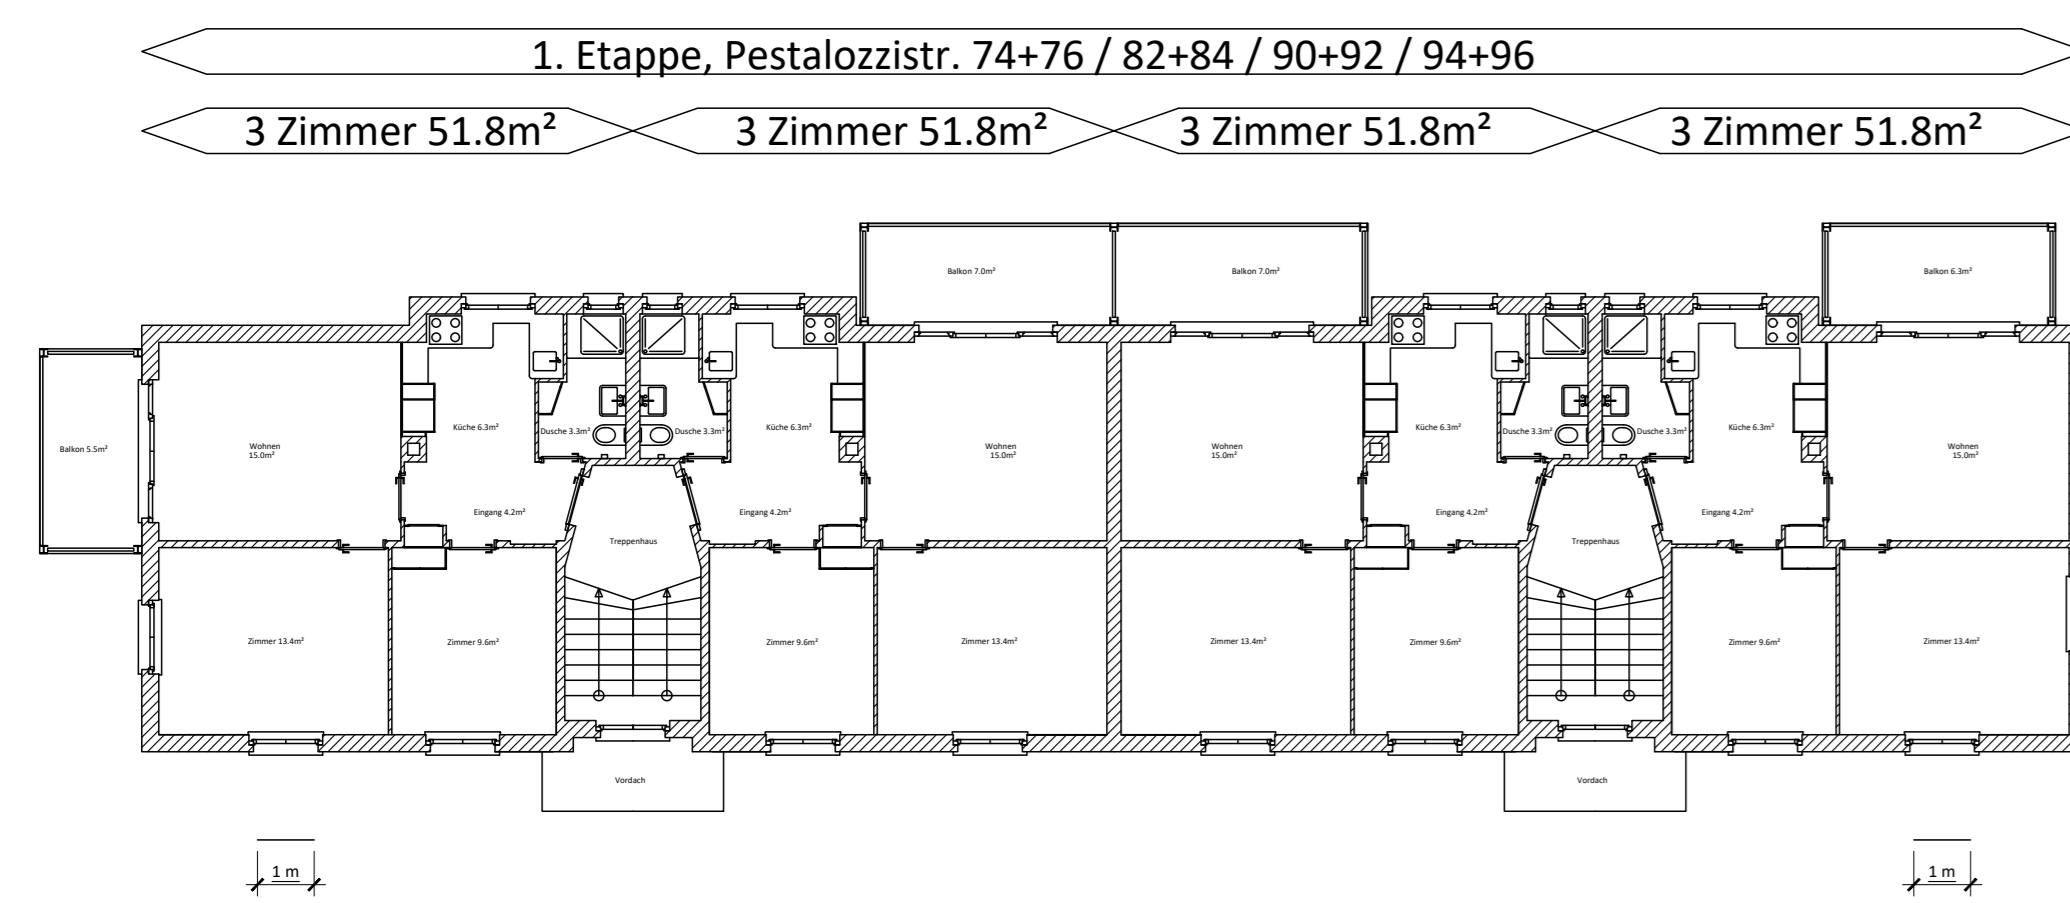 1. Etappe, Pestalozzistr. 74+76 / 82+84 / 90+92 / 94+96
3 Zimmer 51.8m²
3 Zimmer 51.8m²
3 Zimmer 51.8m²
3 Zimmer 51.8m²
Balkon 7.0m²
Balkon 7.0m²
Balkon 6.3m²
Balkon 5.5m²
Wohnen
15.0m²
Küche 6.3m²
Dusche 3.3m²
Dusche 3.3m²
Küche 6.3m²
Wohnen
15.0m²
Wohnen
15.0m²
Küche 6.3m²
Dusche 3.3m²
Dusche 3.3m²
Küche 6.3m²
Wohnen
15.0m²
Eingang 4.2m²
Eingang 4.2m²
Eingang 4.2m²
Eingang 4.2m²
Treppenhaus
Treppenhaus
Zimmer 13.4m²
Zimmer 9.6m²
Zimmer 9.6m²
Zimmer 13.4m²
Zimmer 13.4m²
Zimmer 9.6m²
Zimmer 9.6m²
Zimmer 13.4m²
Vordach
Vordach
1 m
1 m